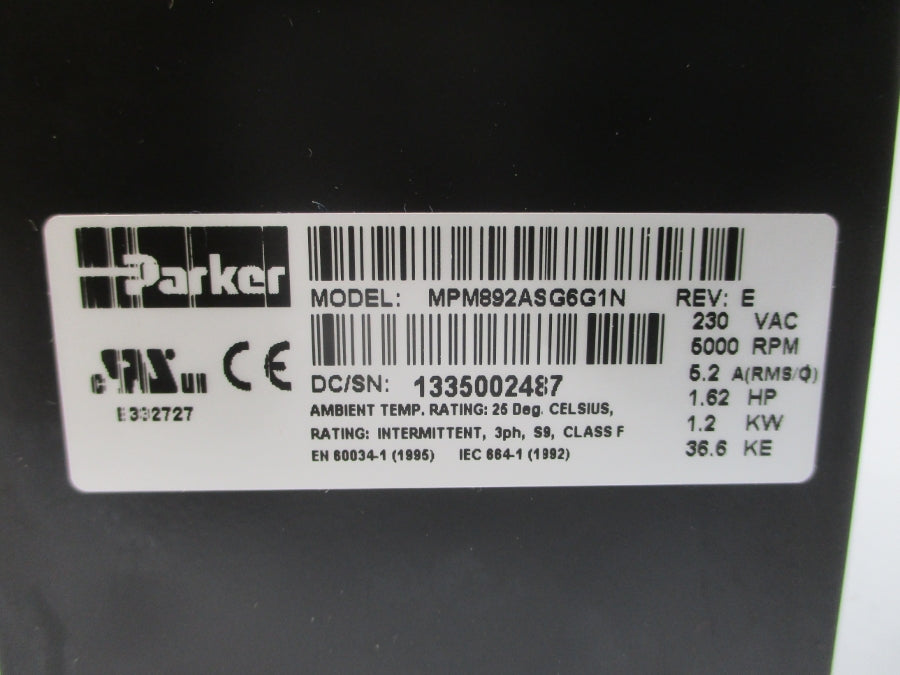 Parker
MODEL: MPM892ASG6G1N REV: E
230 VAC
5000 RPM
DC/SN: 1335002487
5.2 A(RMS/ϕ)
1.62 HP
1.2 KW
36.6 KE
c us
CE
E332727
AMBIENT TEMP. RATING: 25 Deg. CELSIUS,
RATING: INTERMITTENT, 3ph, S9, CLASS F
EN 60034-1 (1995) IEC 664-1 (1992)